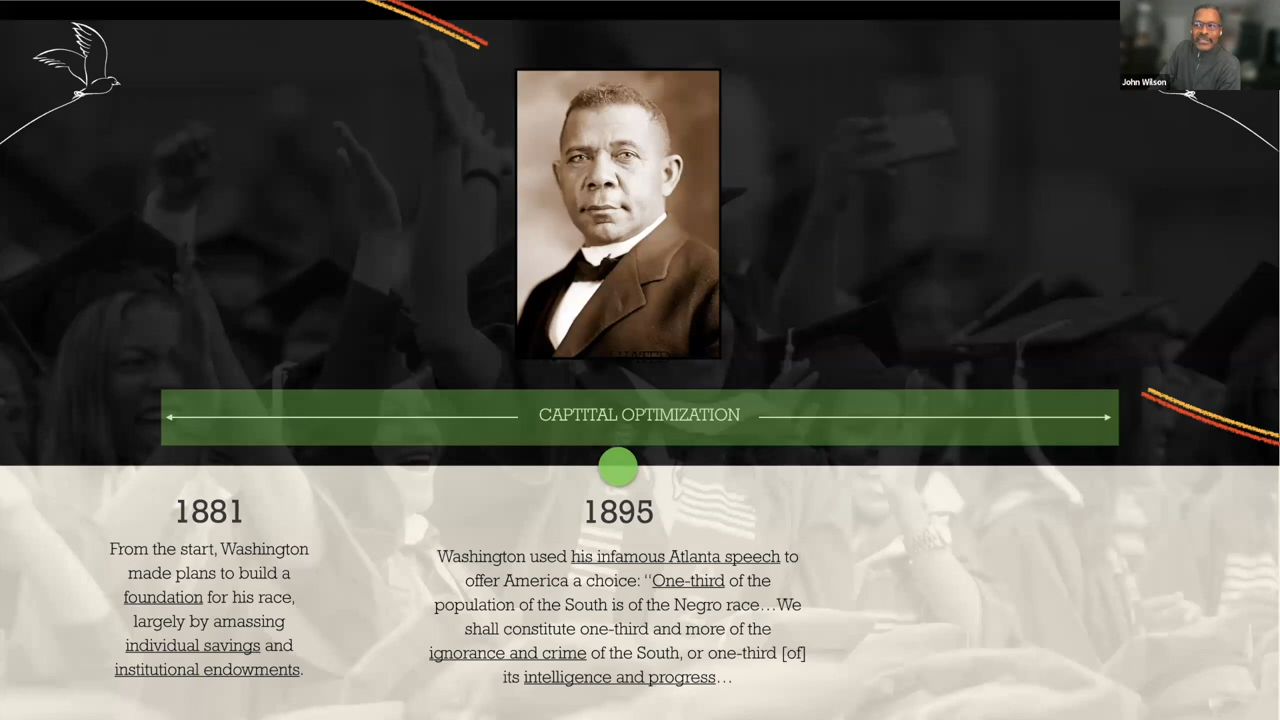 John Wilson
CAPTITAL OPTIMIZATION
1881
From the start, Washington
made plans to build a
foundation for his race,
largely by amassing
individual savings and
institutional endowments.
1895
Washington used his infamous Atlanta speech to
offer America a choice: “One-third of the
population of the South is of the Negro race…We
shall constitute one-third and more of the
ignorance and crime of the South, or one-third [of]
its intelligence and progress…